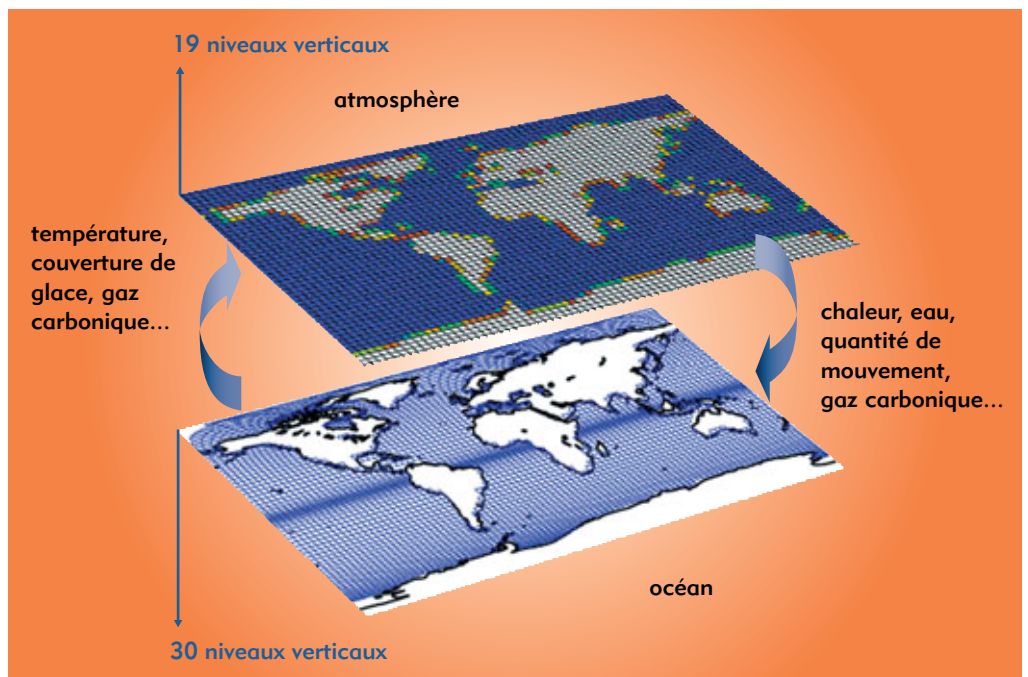 19 niveaux verticaux
atmosphère
température,
couverture de
glace, gaz
carbonique...
chaleur, eau,
quantité de
mouvement,
gaz carbonique...
océan
30 niveaux verticaux